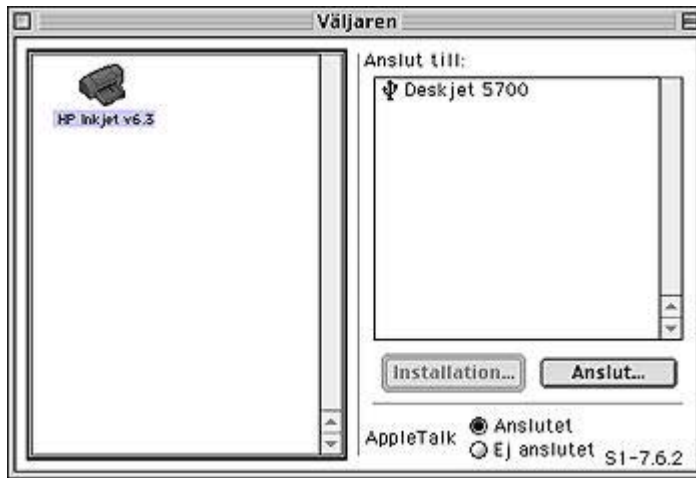 Väljaren
HP Inkjet v6.3
Anslut till:
Deskjet 5700
Installation...
Anslut...
AppleTalk
Anslutet
Ej anslutet
S1-7.6.2